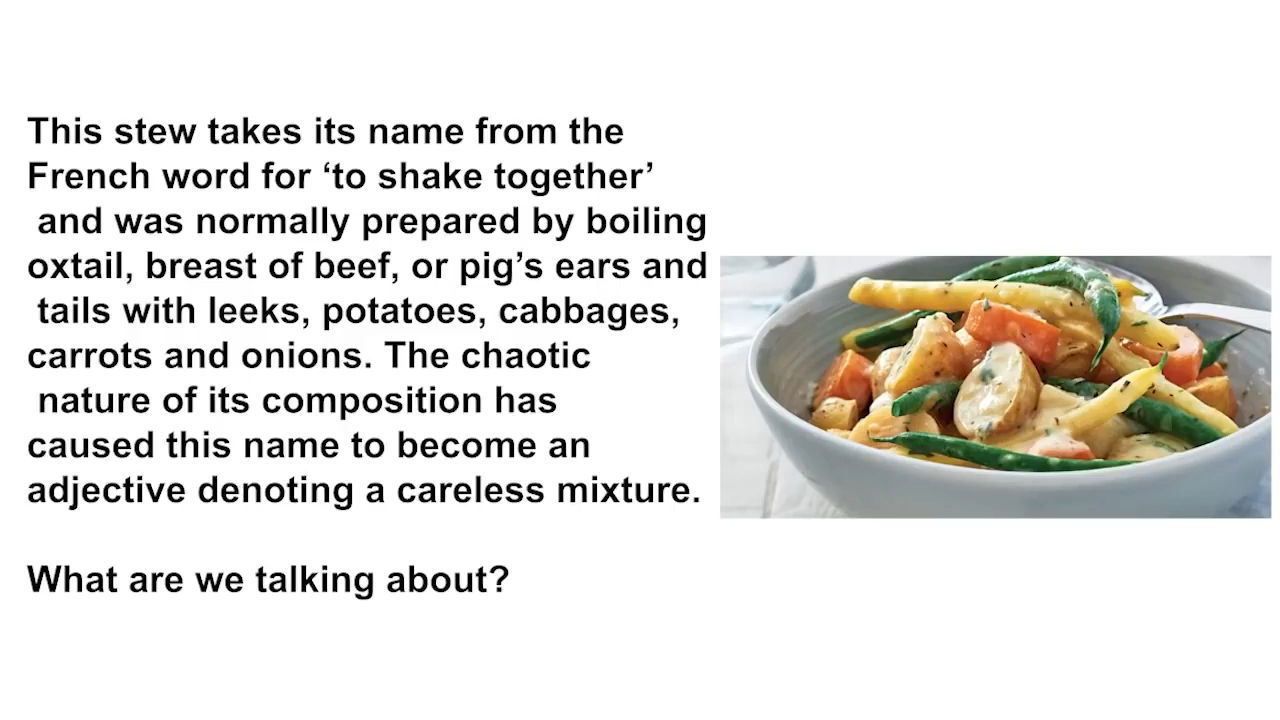 This stew takes its name from the
French word for ‘to shake together’
and was normally prepared by boiling
oxtail, breast of beef, or pig’s ears and
tails with leeks, potatoes, cabbages,
carrots and onions. The chaotic
nature of its composition has
caused this name to become an
adjective denoting a careless mixture.
What are we talking about?